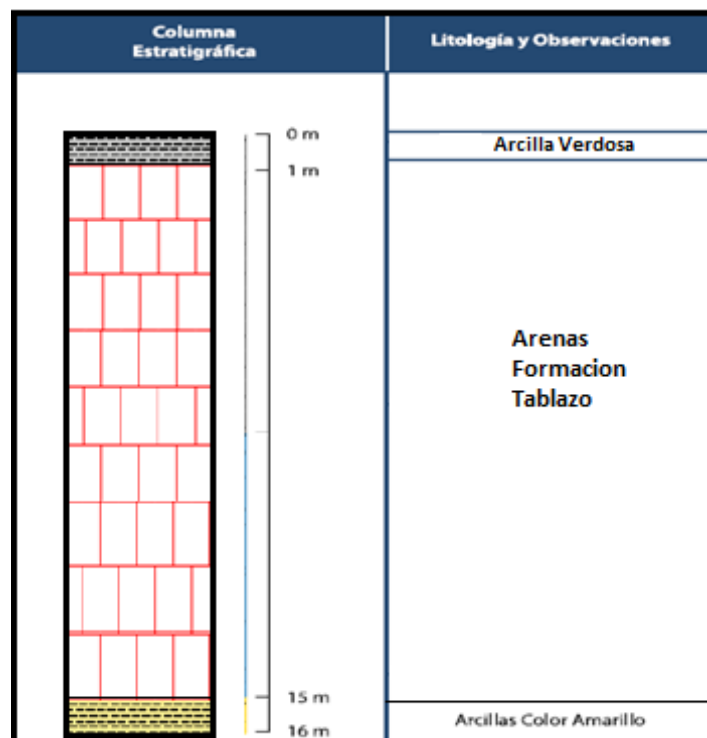 Columna
Estratigráfica
Litología y Observaciones
0 m
Arcilla Verdosa
1 m
Arenas
Formacion
Tablazo
15 m
16 m
Arcillas Color Amarillo